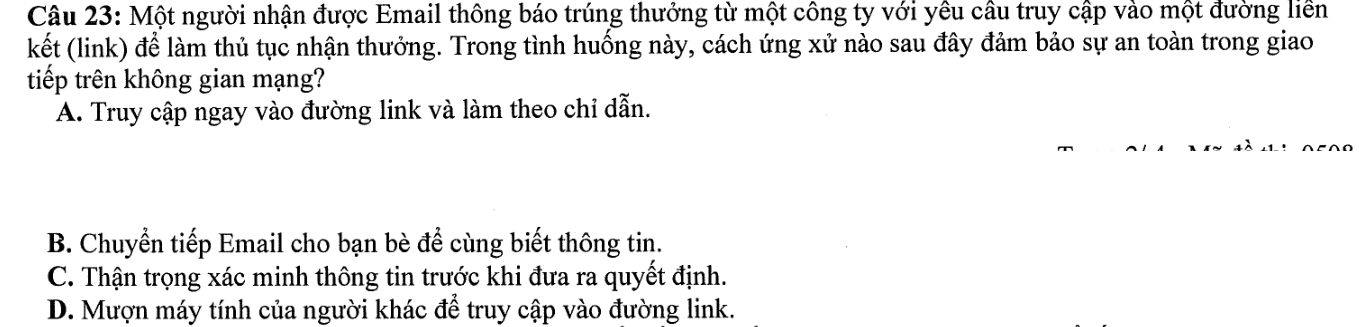 Câu 23: Một người nhận được Email thông báo trúng thưởng từ một công ty với yêu cầu truy cập vào một đường liên
kết (link) để làm thủ tục nhận thưởng. Trong tình huống này, cách ứng xử nào sau đây đảm bảo sự an toàn trong giao
tiếp trên không gian mạng?
A. Truy cập ngay vào đường link và làm theo chỉ dẫn.
B. Chuyển tiếp Email cho bạn bè để cùng biết thông tin.
C. Thận trọng xác minh thông tin trước khi đưa ra quyết định.
D. Mượn máy tính của người khác để truy cập vào đường link.